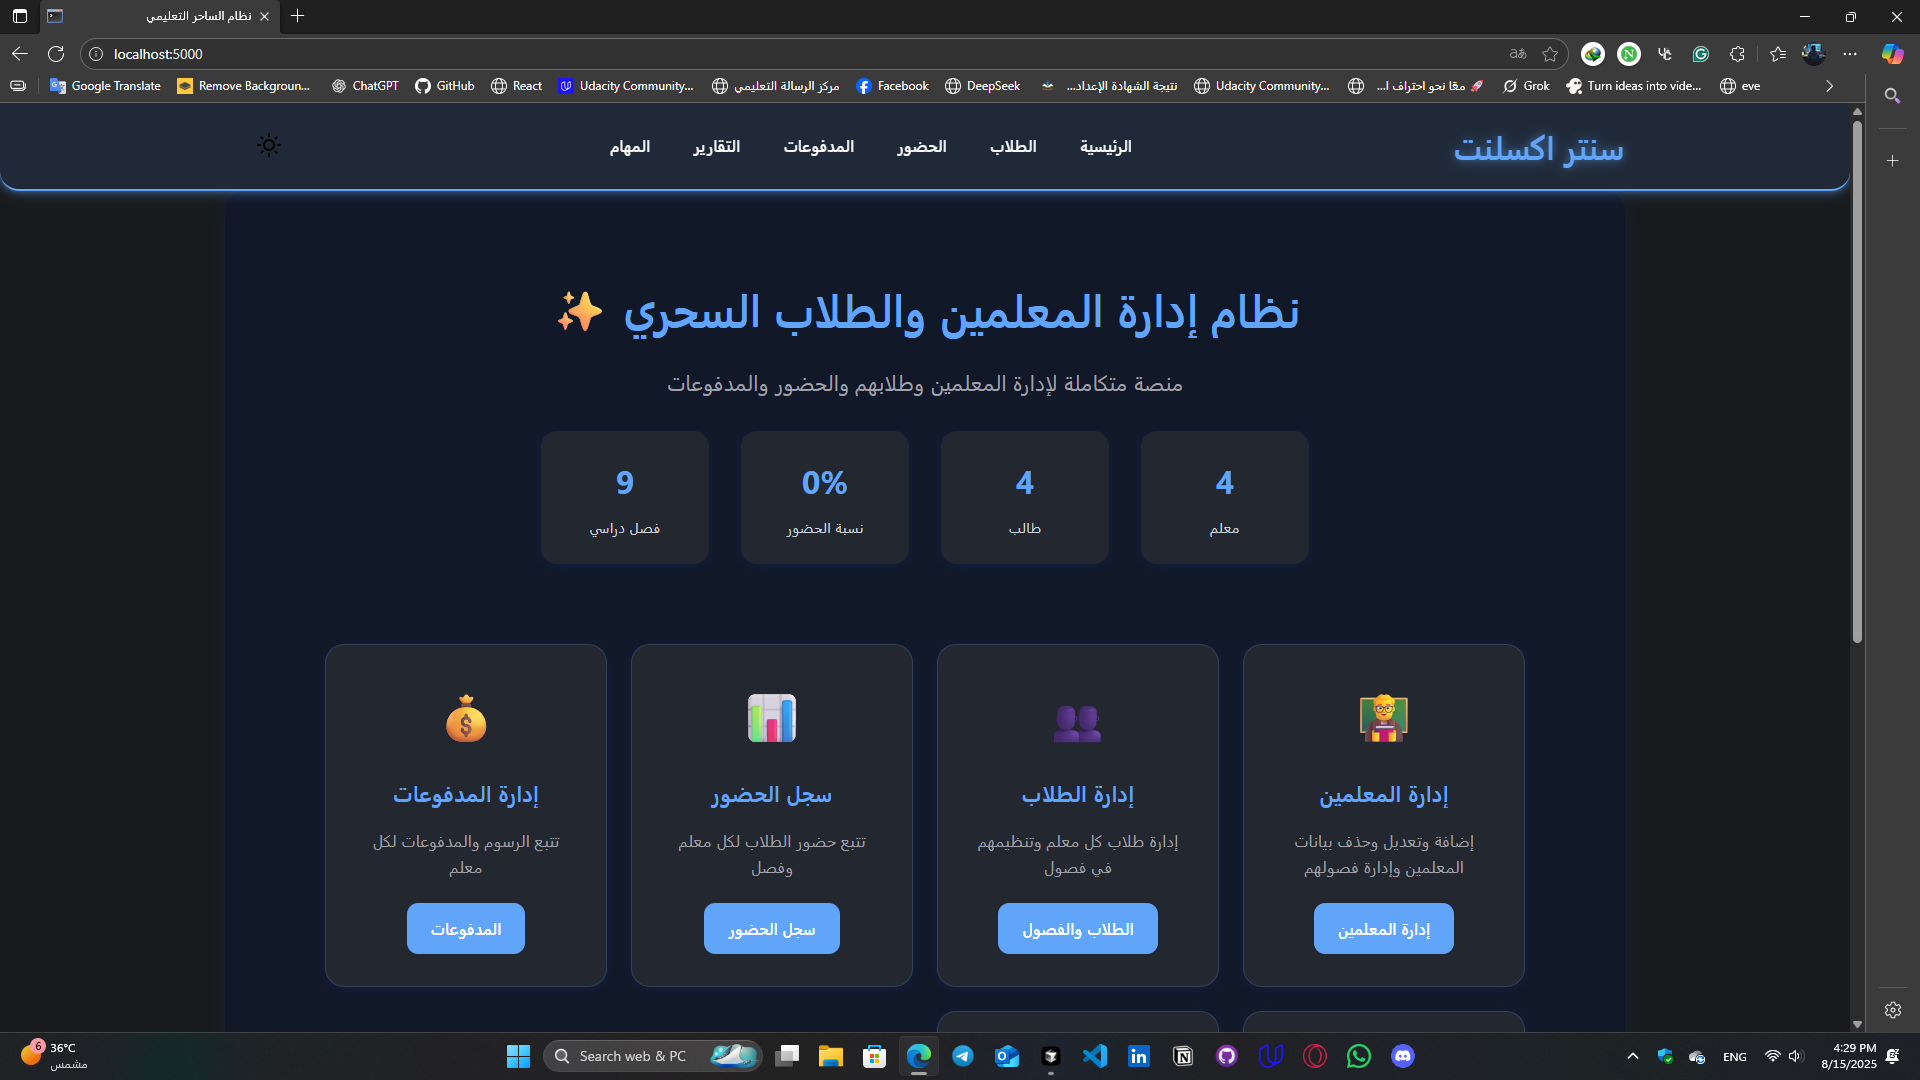 نظام الساحر التعليمي
localhost:5000
Google Translate
Remove Backgroun...
ChatGPT
GitHub
React
Udacity Community...
مركز الرسالة التعليمي
Facebook
DeepSeek
نتيجة الشهادة الإعداد...
Udacity Community...
🚀 معًا نحو احتراف ا...
Grok
Turn ideas into vide...
eve
سنتر اكسلنت
الرئيسية
الطلاب
الحضور
المدفوعات
التقارير
المهام
نظام إدارة المعلمين والطلاب السحري ✨
منصة متكاملة لإدارة المعلمين وطلابهم والحضور والمدفوعات
4
معلم
4
طالب
0%
نسبة الحضور
9
فصل دراسي
إدارة المعلمين
إضافة وتعديل وحذف بيانات
المعلمين وإدارة فصولهم
إدارة المعلمين
إدارة الطلاب
إدارة طلاب كل معلم وتنظيمهم
في فصول
الطلاب والفصول
سجل الحضور
تتبع حضور الطلاب لكل معلم
وفصل
سجل الحضور
إدارة المدفوعات
تتبع الرسوم والمدفوعات لكل
معلم
المدفوعات
6
36°C
مشمس
Search web & PC
ENG
4:29 PM
8/15/2025